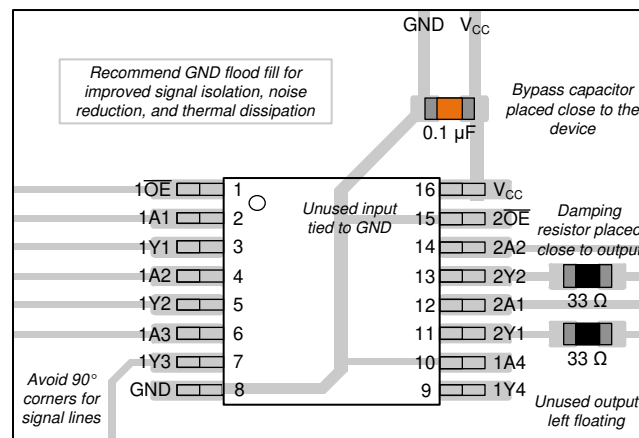 GND VCC
Recommend GND flood fill for
improved signal isolation, noise
reduction, and thermal dissipation
Bypass capacitor
placed close to the
device
0.1 µF
1O̅E̅ 1 16 VCC
1A1 2 Unused input 15 2O̅E̅
tied to GND
Damping
resistor placed
close to output
1Y1 3 14 2A2
1A2 4 13 2Y2
33 Ω
1Y2 5 12 2A1
1A3 6 11 2Y1
33 Ω
1Y3 7 10 1A4
GND 8 9 1Y4
Avoid 90°
corners for
signal lines
Unused output
left floating